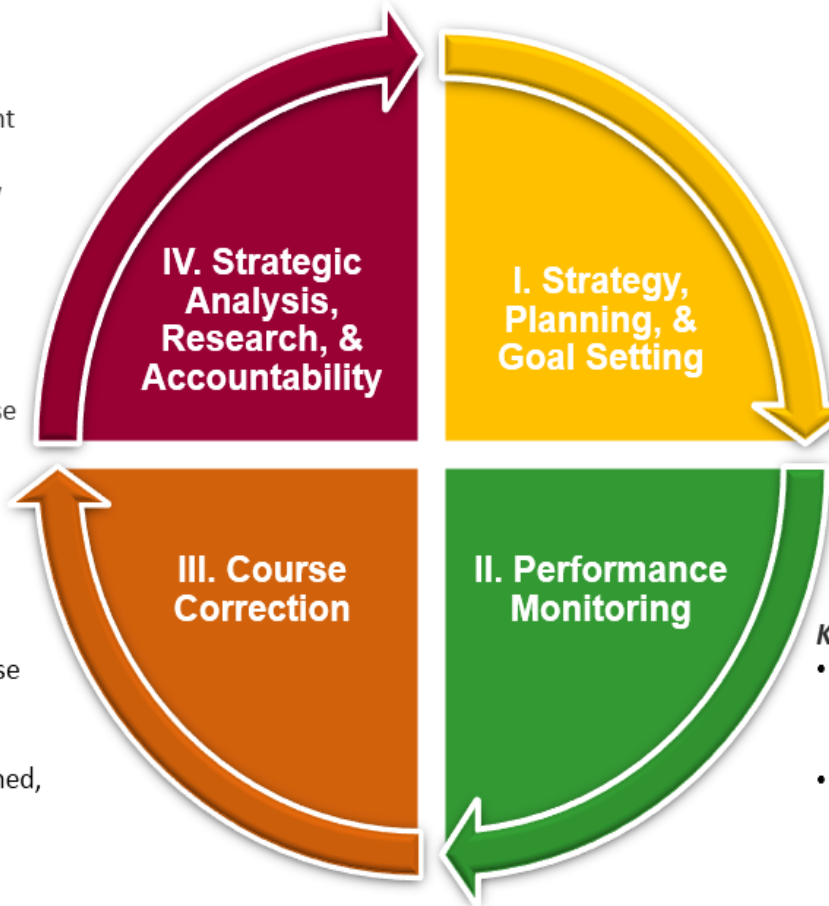 IV. Strategic
Analysis,
Research, &
Accountability
I. Strategy,
Planning, &
Goal Setting
III. Course
Correction
II. Performance
Monitoring